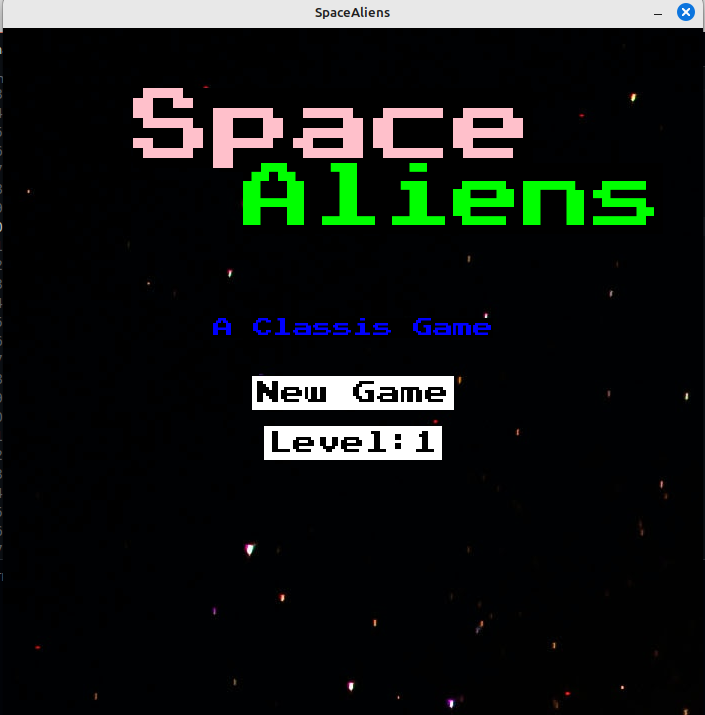 SpaceAliens
Space
Aliens
A Classis Game
New Game
Level:1